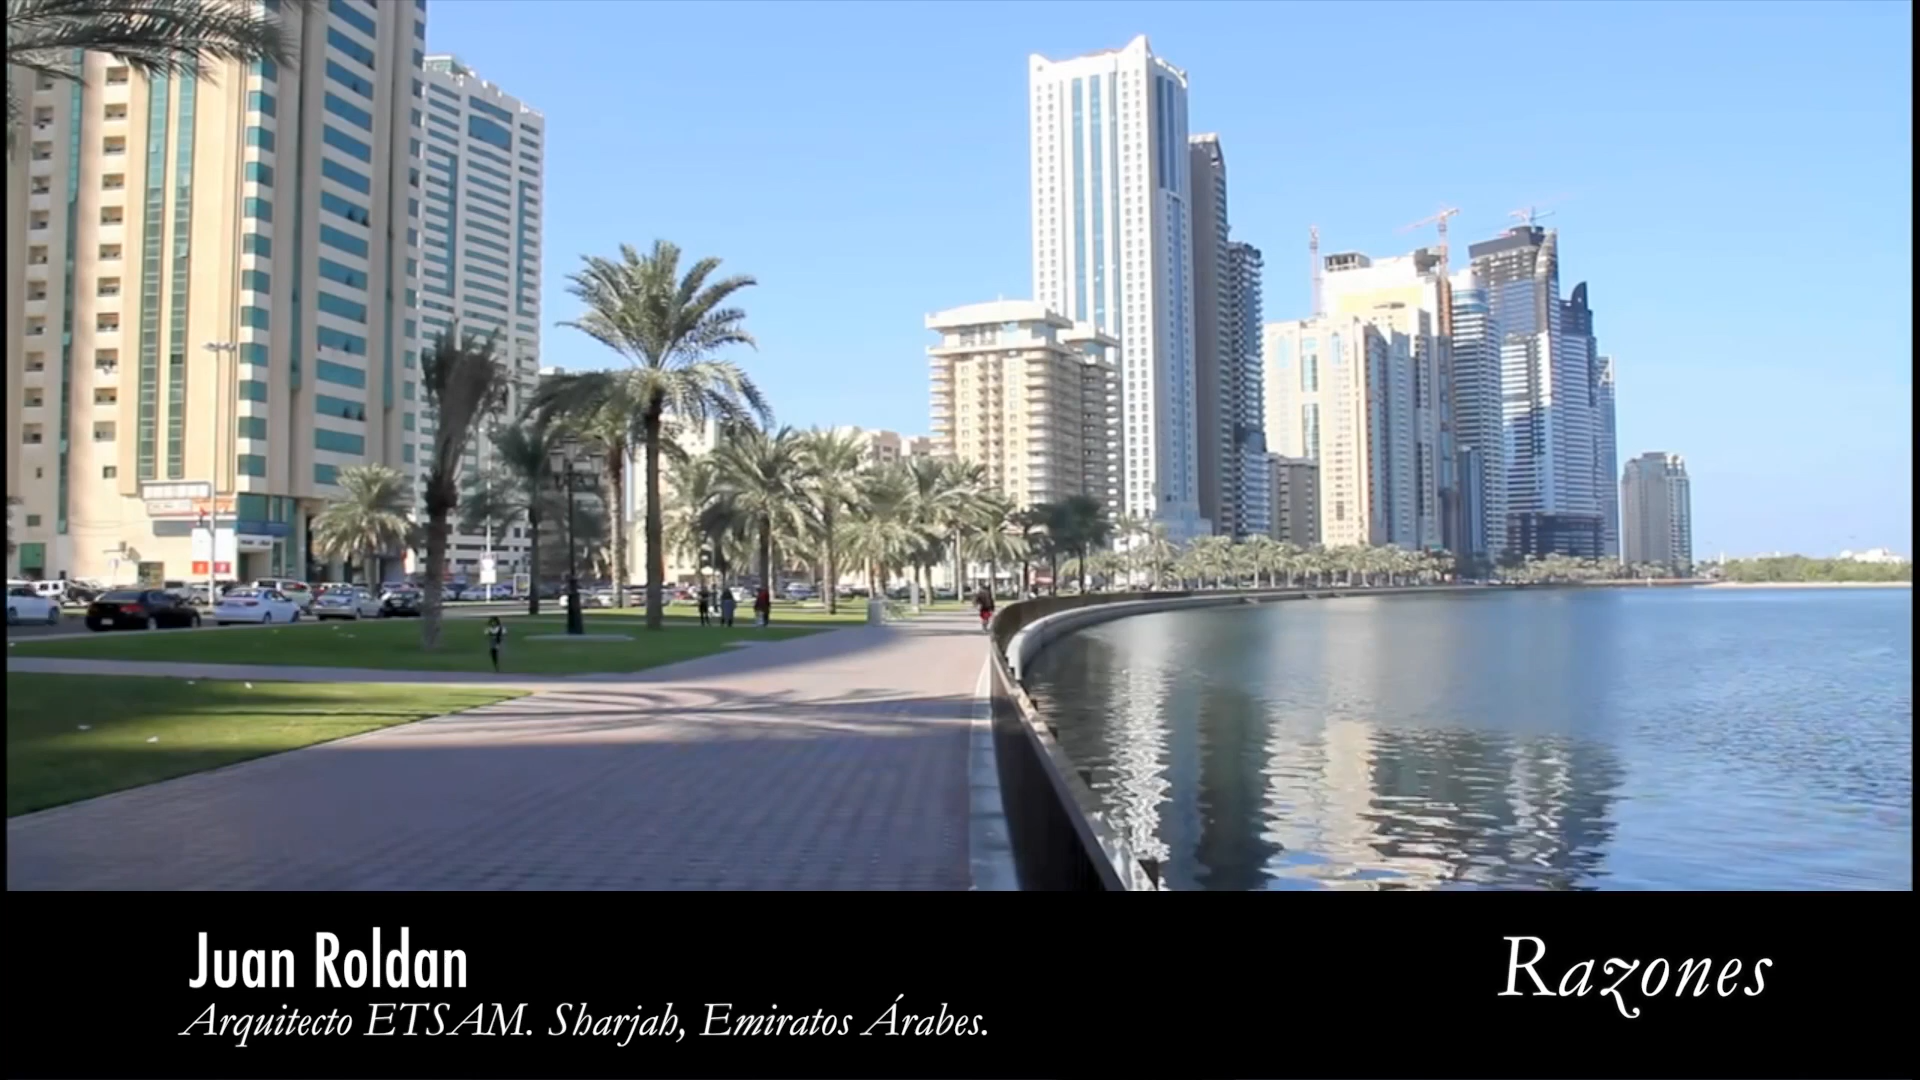 Juan Roldan
Arquitecto ETSAM. Sharjah, Emiratos Árabes.
Razones